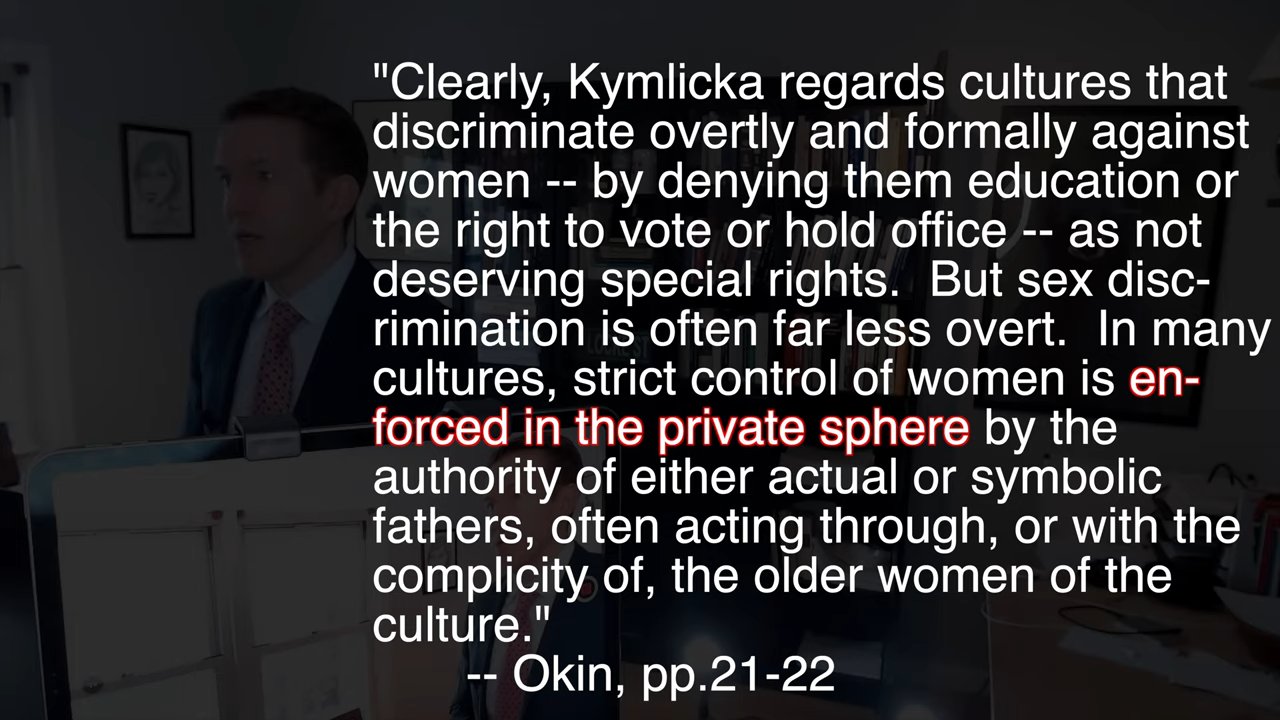 "Clearly, Kymlicka regards cultures that
discriminate overtly and formally against
women -- by denying them education or
the right to vote or hold office -- as not
deserving special rights.  But sex disc-
rimination is often far less overt.  In many
cultures, strict control of women is en-
forced in the private sphere by the
authority of either actual or symbolic
fathers, often acting through, or with the
complicity of, the older women of the
culture."
-- Okin, pp.21-22